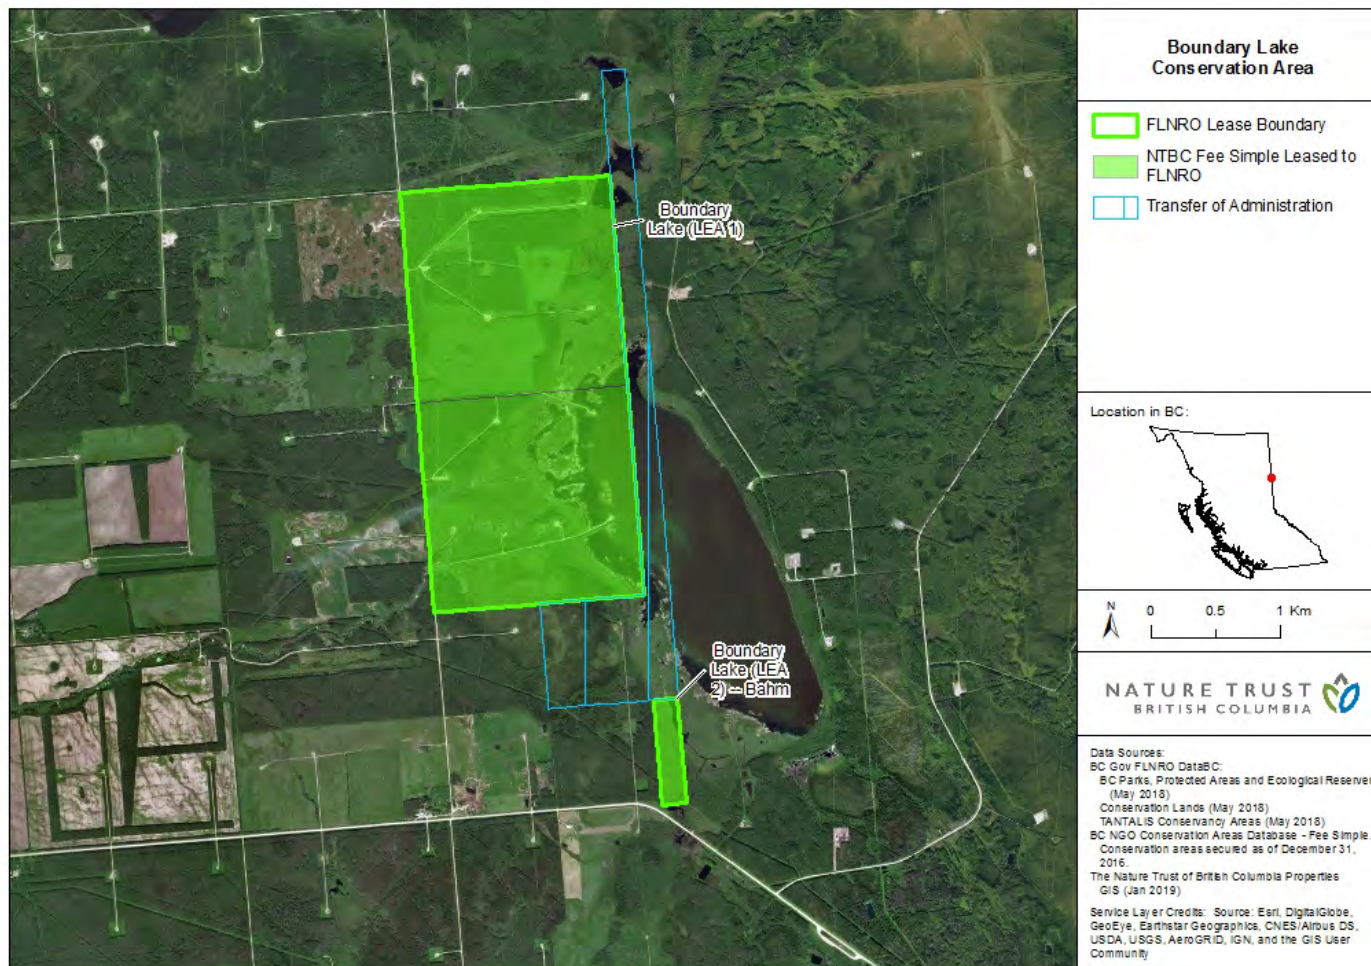 Boundary Lake
Conservation Area
FLNRO Lease Boundary
NTBC Fee Simple Leased to
FLNRO
Transfer of Administration
Boundary
Lake (LEA 1)
Boundary
Lake (LEA
2) - Bahm
Location in BC:
N
0 0.5 1 Km
NATURE TRUST
BRITISH COLUMBIA
Data Sources:
BC Gov FLNRO DataBC:
BC Parks, Protected Areas and Ecological Reserves
(May 2018)
Conservation Lands (May 2018)
TANTALIS Conservancy Areas (May 2018)
BC NGO Conservation Areas Database - Fee Simple.
Conservation areas secured as of December 31,
2016.
The Nature Trust of British Columbia Properties
GIS (Jan 2019)
Service Layer Credits: Source: Esri, DigitalGlobe,
GeoEye, Earthstar Geographics, CNES/Airbus DS,
USDA, USGS, AeroGRID, IGN, and the GIS User
Community